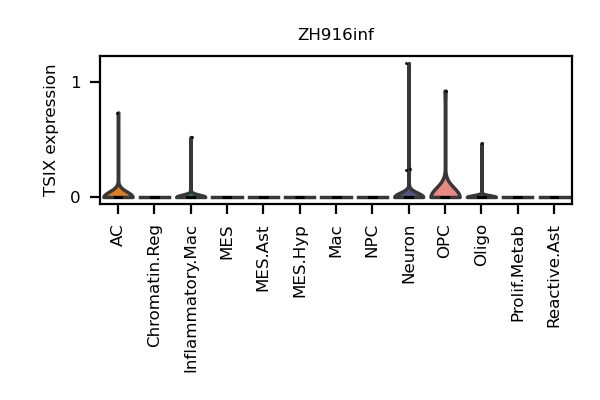 ZH916inf
TSIX expression
1
0
AC
Chromatin.Reg
Inflammatory.Mac
MES
MES.Ast
MES.Hyp
Mac
NPC
Neuron
OPC
Oligo
Prolif.Metab
Reactive.Ast